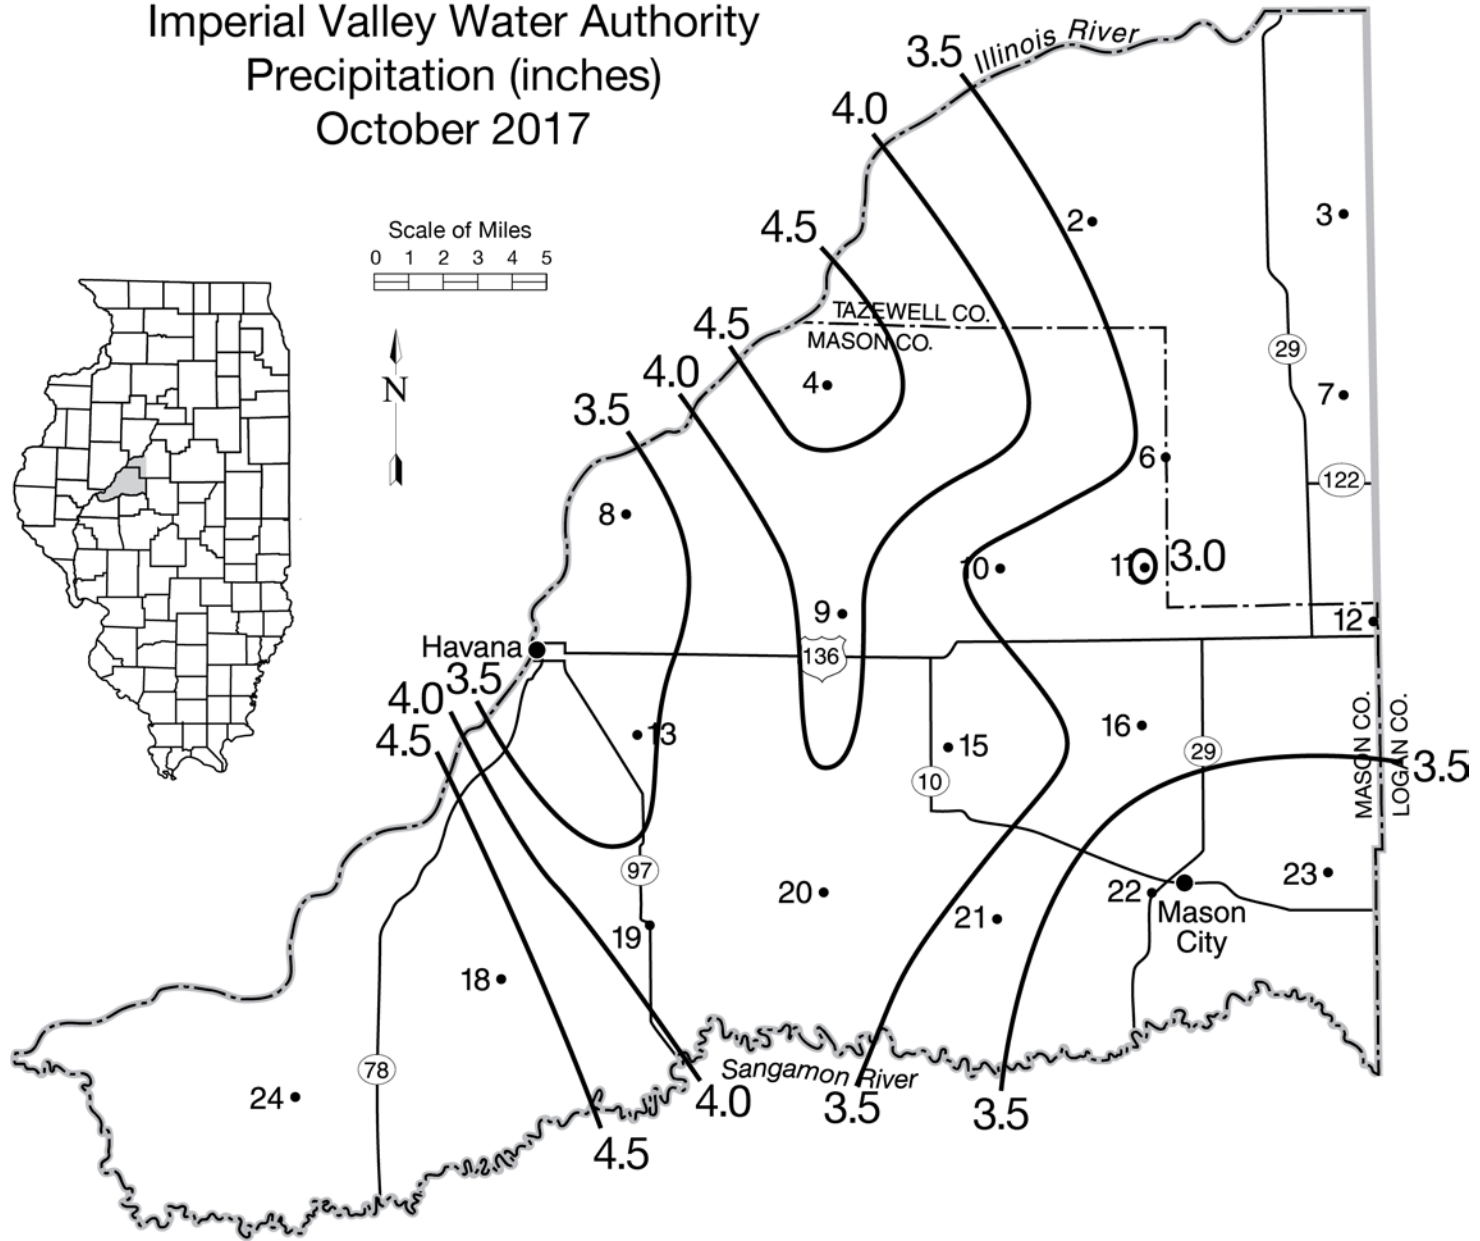 Imperial Valley Water Authority
Precipitation (inches)
October 2017
Illinois River
3.5
4.0
2
3
Scale of Miles
0 1 2 3 4 5
4.5
TAZEWELL CO.
MASON CO.
4.5
29
N
4.0
4
7
3.5
6
122
8
10
11
3.0
9
12
Havana
136
3.5
4.0
4.5
13
15
16
29
MASON CO.
LOGAN CO.
3.5
10
97
20
22
23
Mason
City
21
19
18
78
Sangamon River
24
4.0
3.5
3.5
4.5